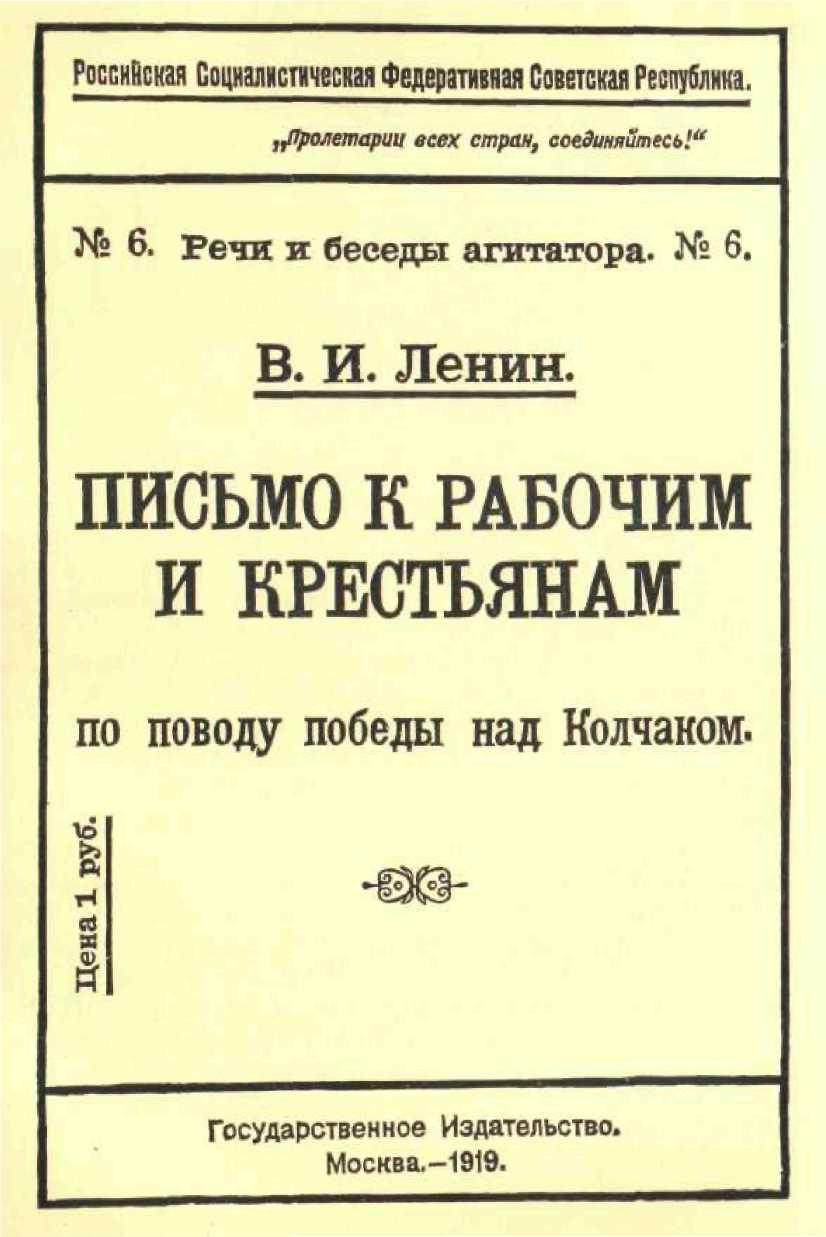 Российская Социалистическая Федеративная Советская Республика.
„Пролетарии всех стран, соединяйтесь!“
№ 6. Речи и беседы агитатора. № 6.
В. И. Ленин.
ПИСЬМО К РАБОЧИМ
И КРЕСТЬЯНАМ
по поводу победы над Колчаком.
Цена 1 руб.
Государственное Издательство.
Москва.—1919.